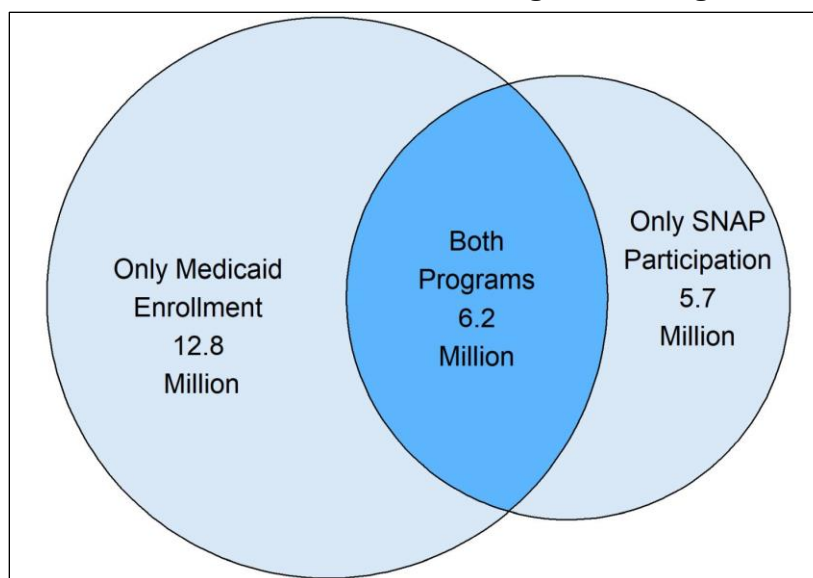 Only Medicaid
Enrollment
12.8
Million
Both
Programs
6.2
Million
Only SNAP
Participation
5.7
Million